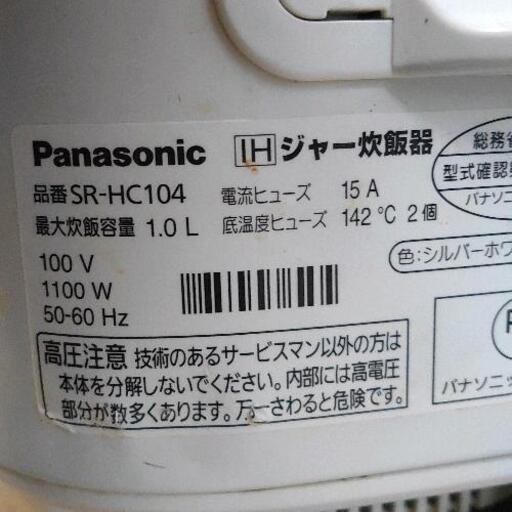 Panasonic IHジャー炊飯器
品番 SR-HC104 電流ヒューズ 15 A
最大炊飯容量 1.0 L 底温度ヒューズ 142 ℃ 2 個
100 V
1100 W
50-60 Hz
総務省
型式確認
パナソニ
色:シルバーホワ
P
パナソニッ
高圧注意 技術のあるサービスマン以外の方は
本体を分解しないでください。内部には高電圧
部分が数多くあります。万一さわると危険です。